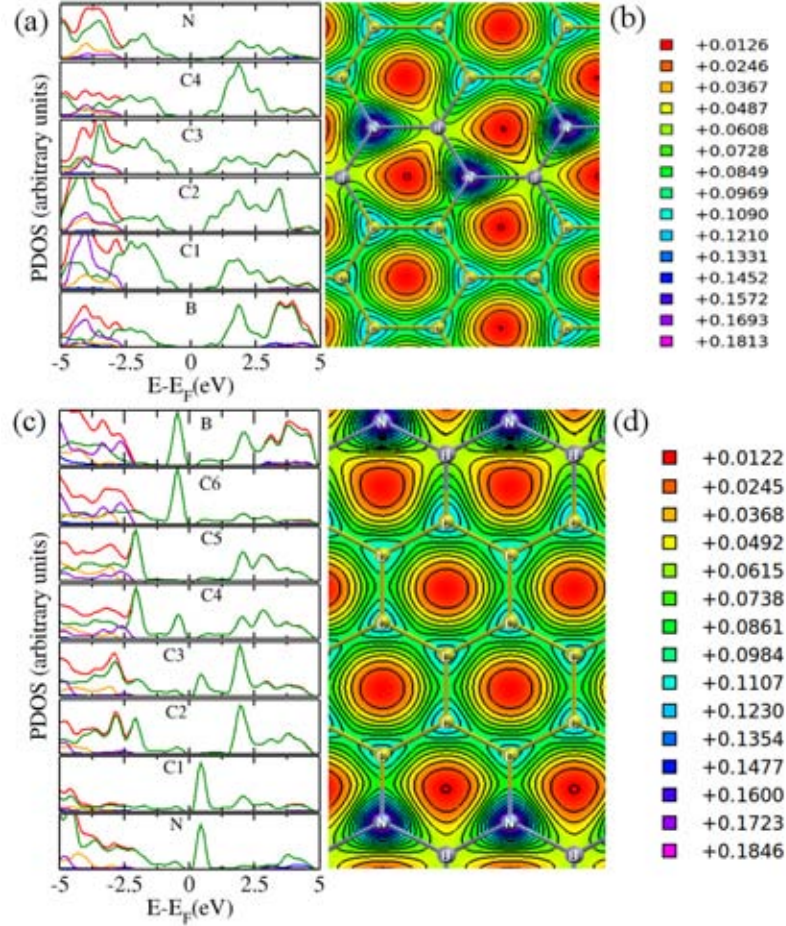 (a)
N
C4
C3
C2
C1
B
PDOS (arbitrary units)
-5 -2.5 0 2.5 5
E-E_F(eV)
(b)
+0.0126
+0.0246
+0.0367
+0.0487
+0.0608
+0.0728
+0.0849
+0.0969
+0.1090
+0.1210
+0.1331
+0.1452
+0.1572
+0.1693
+0.1813
(c)
B
C6
C5
C4
C3
C2
C1
N
PDOS (arbitrary units)
-5 -2.5 0 2.5 5
E-E_F(eV)
N N
N N
(d)
+0.0122
+0.0245
+0.0368
+0.0492
+0.0615
+0.0738
+0.0861
+0.0984
+0.1107
+0.1230
+0.1354
+0.1477
+0.1600
+0.1723
+0.1846